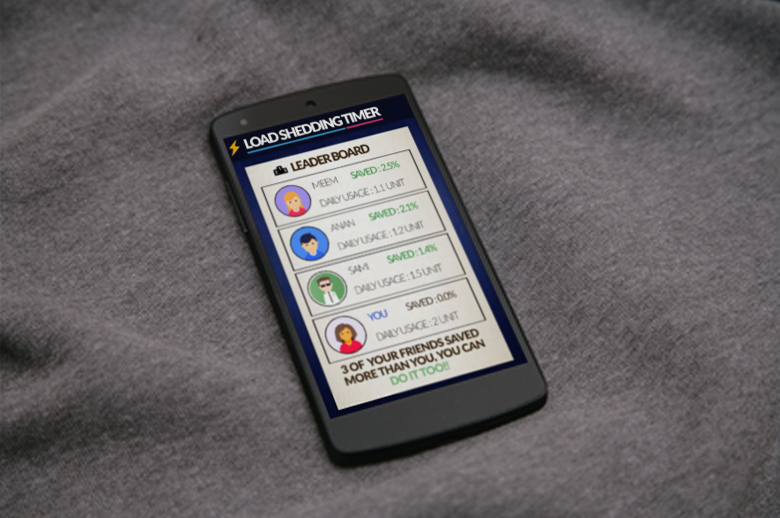 LOAD SHEDDING TIMER
LEADER BOARD
MEEM SAVED : 2.5%
DAILY USAGE : 1.1 UNIT
ANAN SAVED : 2.1%
DAILY USAGE : 1.2 UNIT
SAMI SAVED : 1.4%
DAILY USAGE : 1.5 UNIT
YOU SAVED : 0.0%
DAILY USAGE : 2 UNIT
3 OF YOUR FRIENDS SAVED
MORE THAN YOU, YOU CAN
DO IT TOO!!